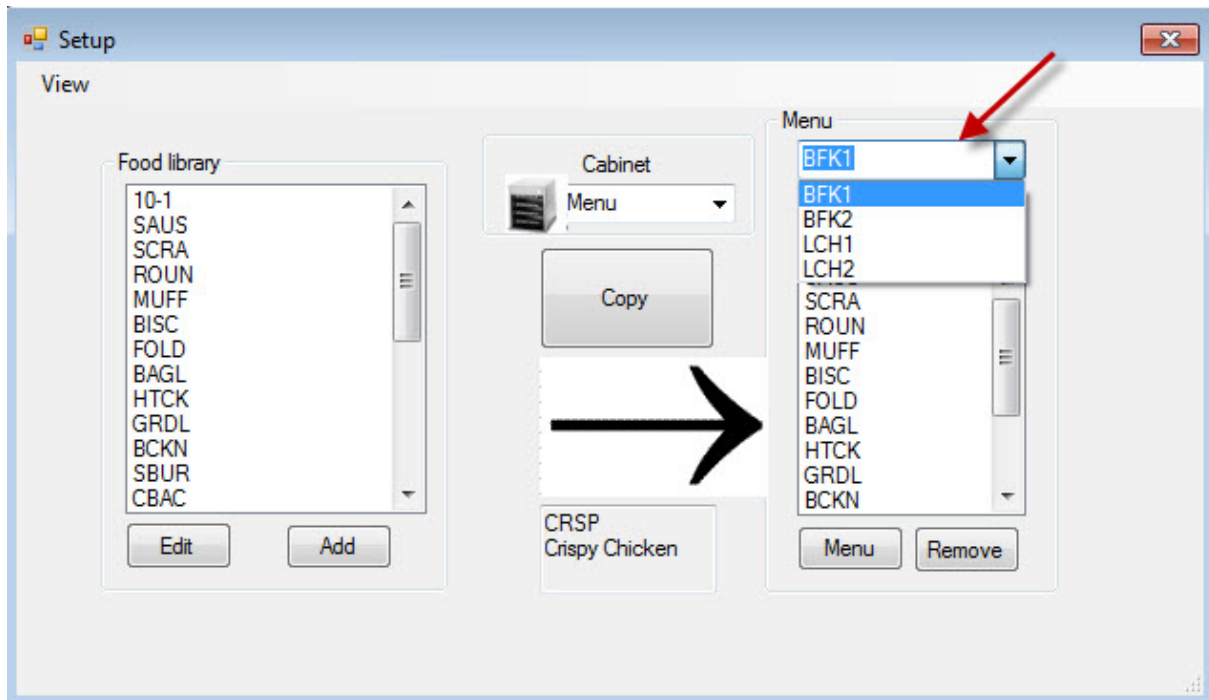 Setup
View
Food library
10-1
SAUS
SCRA
ROUN
MUFF
BISC
FOLD
BAGL
HTCK
GRDL
BCKN
SBUR
CBAC
Edit
Add
Cabinet
Menu
Copy
CRSP
Crispy Chicken
Menu
BFK1
BFK1
BFK2
LCH1
LCH2
SCRA
ROUN
MUFF
BISC
FOLD
BAGL
HTCK
GRDL
BCKN
Menu
Remove